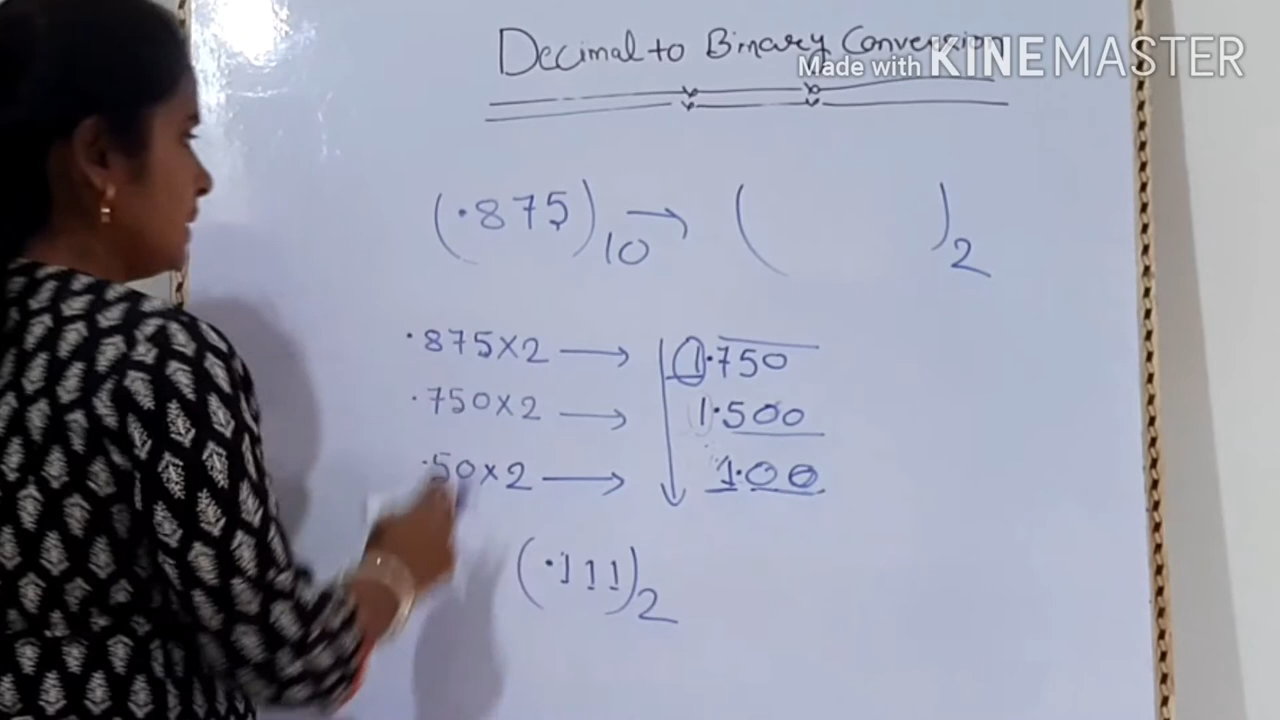 Decimal to Binary Conversion
Made with KINEMASTER
(.875)10 → ( )2
.875×2 → 1.750
.750×2 → 1.500
.50×2 → 1.00
(.111)2